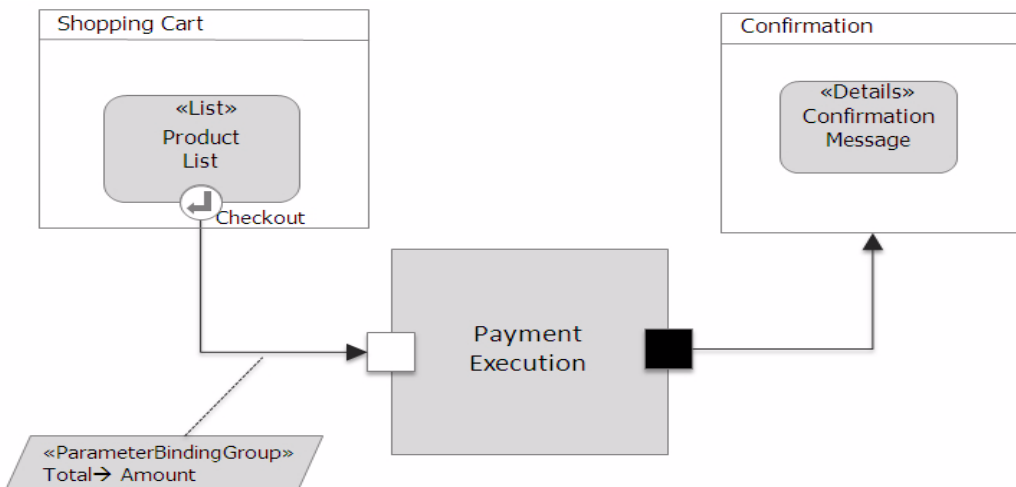 Shopping Cart
«List»
Product
List
Checkout
Confirmation
«Details»
Confirmation
Message
Payment
Execution
«ParameterBindingGroup»
Total→ Amount